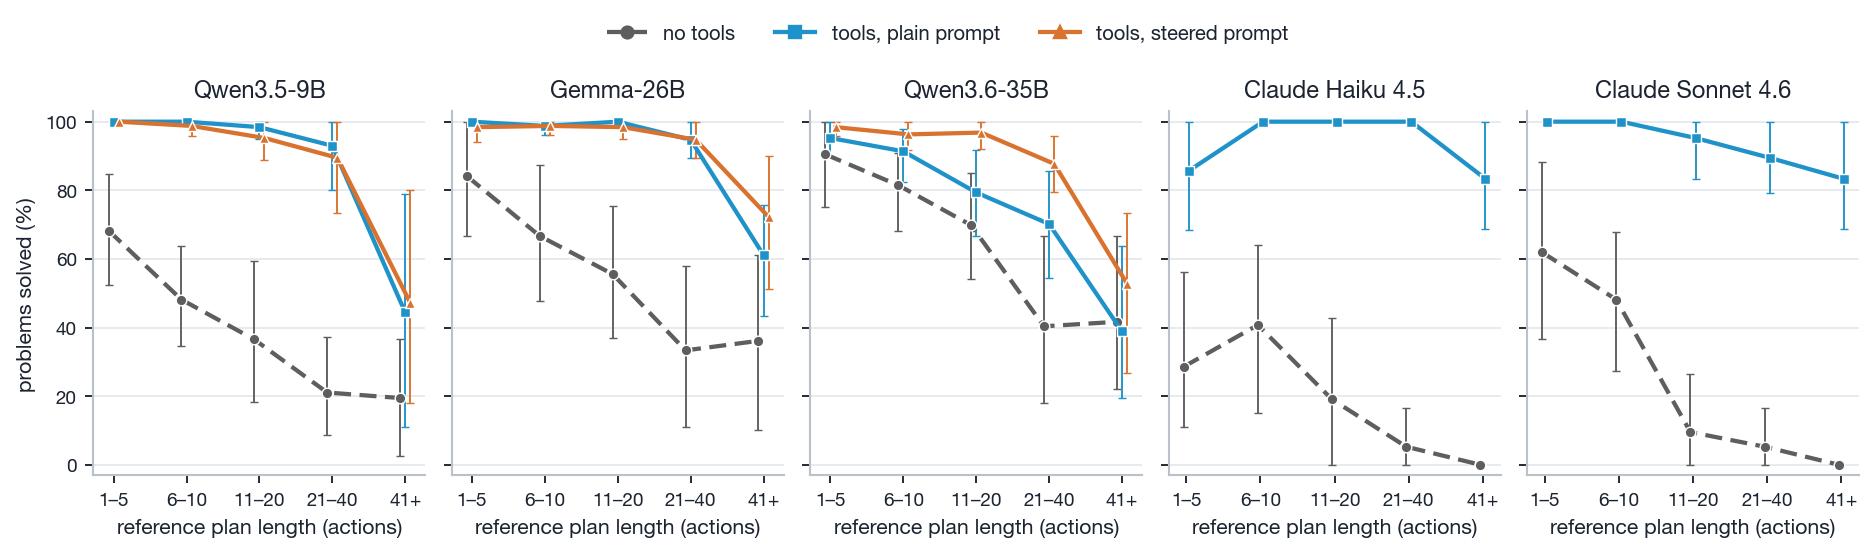 no tools
tools, plain prompt
tools, steered prompt
Qwen3.5-9B
Gemma-26B
Qwen3.6-35B
Claude Haiku 4.5
Claude Sonnet 4.6
problems solved (%)
100
80
60
40
20
0
1–5 6–10 11–20 21–40 41+
1–5 6–10 11–20 21–40 41+
1–5 6–10 11–20 21–40 41+
1–5 6–10 11–20 21–40 41+
1–5 6–10 11–20 21–40 41+
reference plan length (actions)
reference plan length (actions)
reference plan length (actions)
reference plan length (actions)
reference plan length (actions)